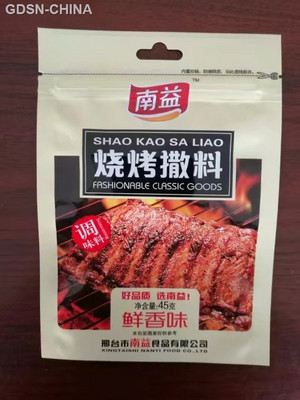 GDSN-CHINA
TM
南益
SHAO KAO SA LIAO
烧烤撒料
FASHIONABLE CLASSIC GOODS
调
味料
好品质 选南益!
净含量:45克
鲜香味
邢台市南益食品有限公司
XINGTAISHI NANYI FOOD CO.,LTD